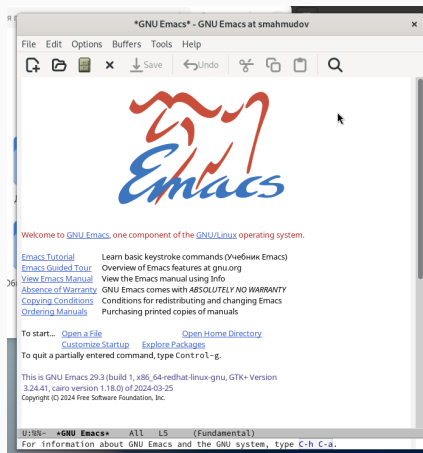 *GNU Emacs* - GNU Emacs at smahmudov
File Edit Options Buffers Tools Help
Save Undo
Emacs
Welcome to GNU Emacs, one component of the GNU/Linux operating system.
Emacs Tutorial Learn basic keystroke commands (Учебник Emacs)
Emacs Guided Tour Overview of Emacs features at gnu.org
View Emacs Manual View the Emacs manual using Info
Absence of Warranty GNU Emacs comes with ABSOLUTELY NO WARRANTY
Copying Conditions Conditions for redistributing and changing Emacs
Ordering Manuals Purchasing printed copies of manuals
To start... Open a File Open Home Directory
Customize Startup Explore Packages
To quit a partially entered command, type Control-g.
This is GNU Emacs 29.3 (build 1, x86_64-redhat-linux-gnu, GTK+ Version
3.24.41, cairo version 1.18.0) of 2024-03-25
Copyright (C) 2024 Free Software Foundation, Inc.
U:%%- *GNU Emacs* All L5 (Fundamental)
For information about GNU Emacs and the GNU system, type C-h C-a.